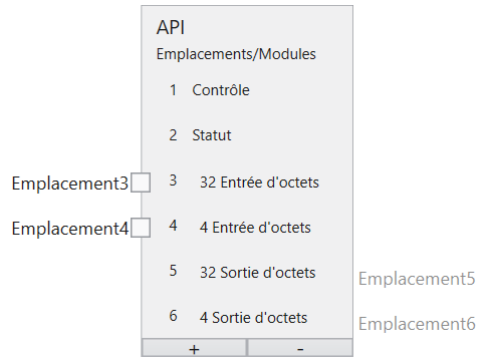 API
Emplacements/Modules
1 Contrôle
2 Statut
Emplacement3 3 32 Entrée d'octets
Emplacement4 4 4 Entrée d'octets
5 32 Sortie d'octets Emplacement5
6 4 Sortie d'octets Emplacement6
+ -